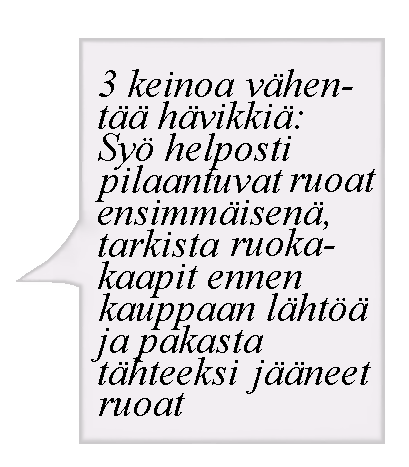 3 keinoa vähen-
tää hävikkiä:
Syö helposti
pilaantuvat ruoat
ensimmäisenä,
tarkista ruoka-
kaapit ennen
kauppaan lähtöä
ja pakasta
tähteeksi jääneet
ruoat